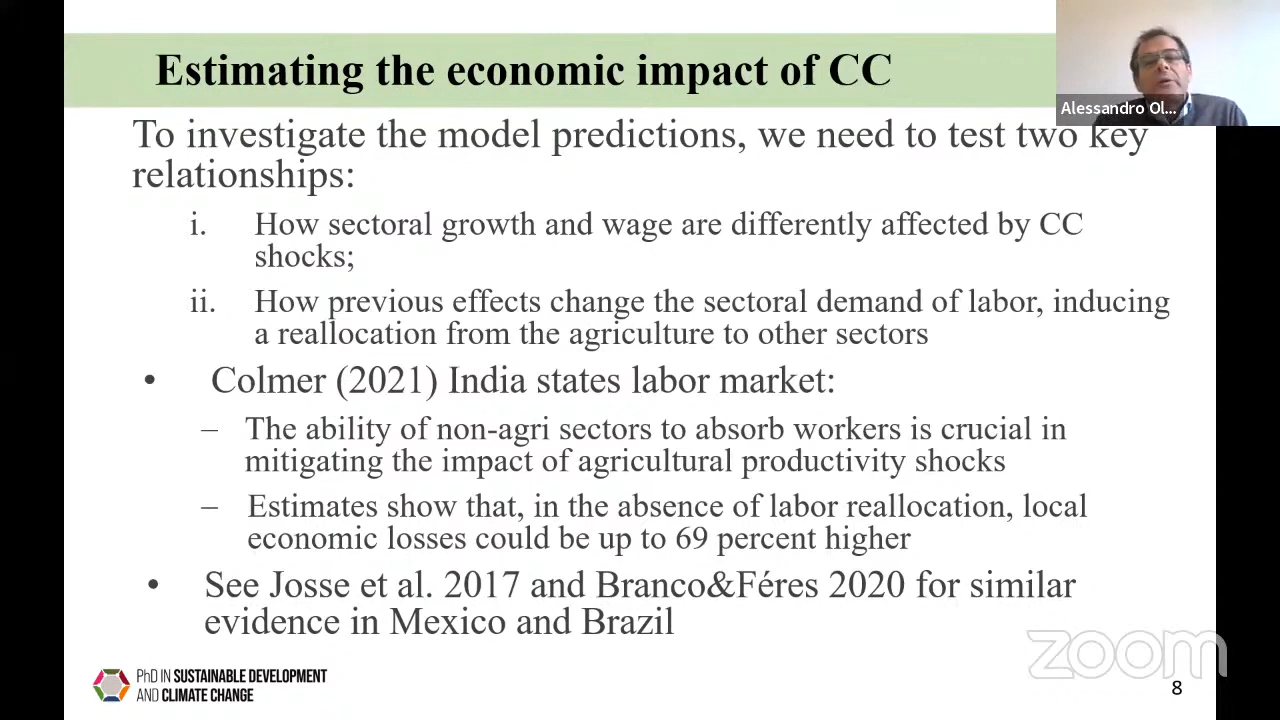 Estimating the economic impact of CC
Alessandro Ol...
To investigate the model predictions, we need to test two key
relationships:
i. How sectoral growth and wage are differently affected by CC
shocks;
ii. How previous effects change the sectoral demand of labor, inducing
a reallocation from the agriculture to other sectors
• Colmer (2021) India states labor market:
– The ability of non-agri sectors to absorb workers is crucial in
mitigating the impact of agricultural productivity shocks
– Estimates show that, in the absence of labor reallocation, local
economic losses could be up to 69 percent higher
• See Josse et al. 2017 and Branco&Féres 2020 for similar
evidence in Mexico and Brazil
zoom
PhD IN SUSTAINABLE DEVELOPMENT
AND CLIMATE CHANGE
8